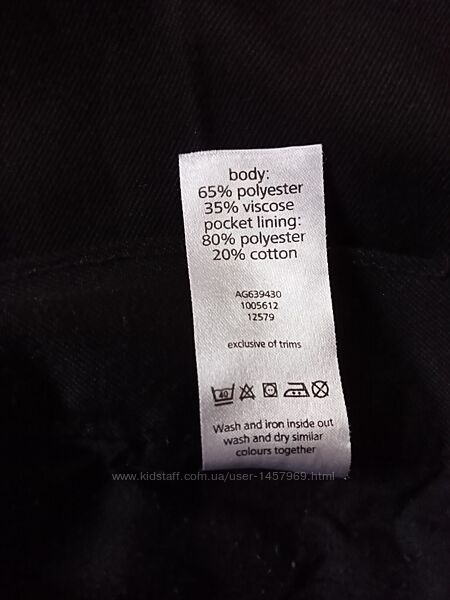 body:
65% polyester
35% viscose
pocket lining:
80% polyester
20% cotton
AG639430
1005612
12579
exclusive of trims
40
Wash and iron inside out
wash and dry similar
colours together
www.kidstaff.com.ua/user-1457969.html